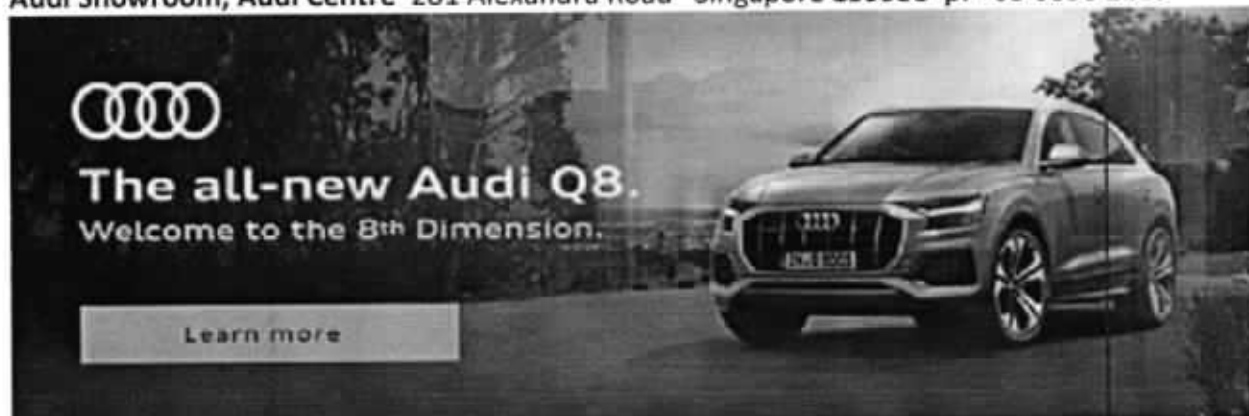 Audi Showroom, Audi Centre 281 Alexandra Road Singapore
The all-new Audi Q8.
Welcome to the 8th Dimension.
Learn more